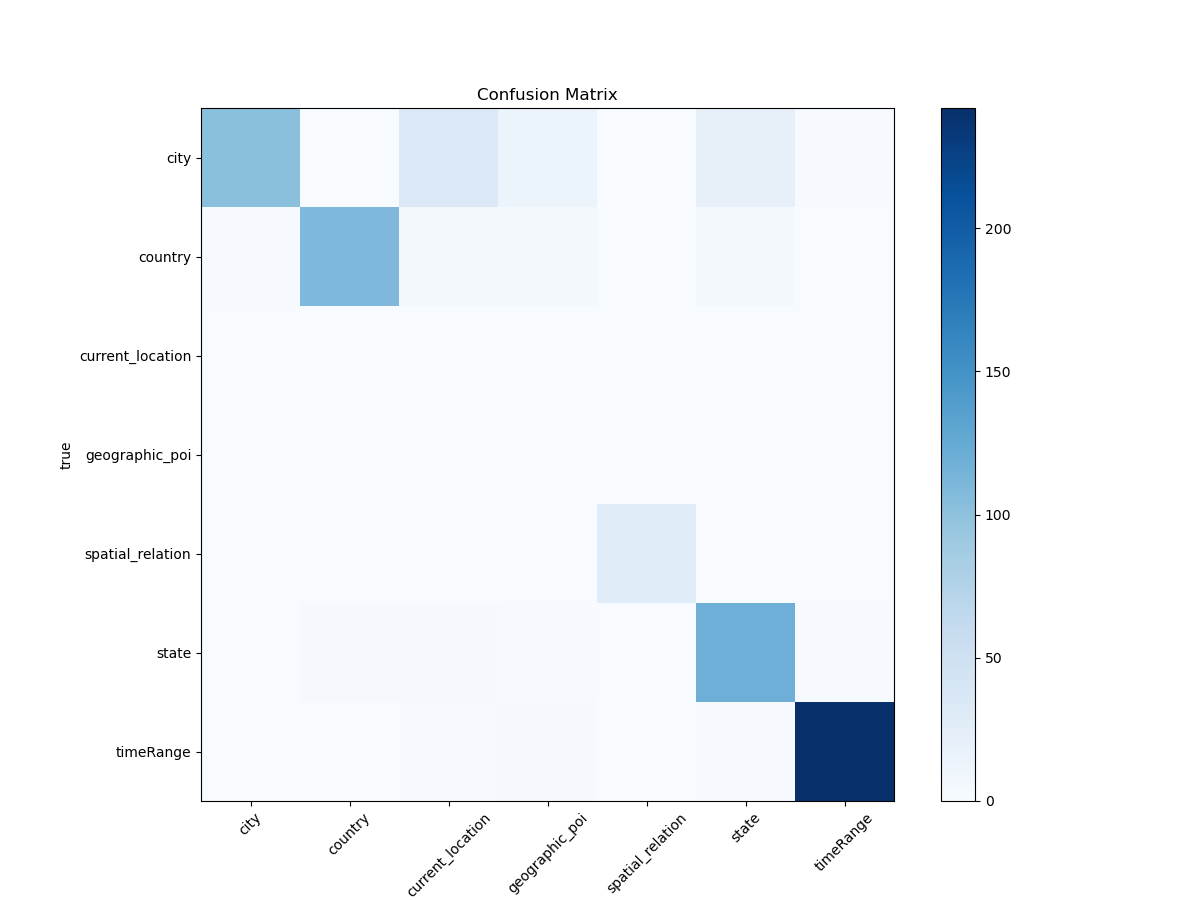 Confusion Matrix
city
country
current_location
geographic_poi
spatial_relation
state
timeRange
true
city
country
current_location
geographic_poi
spatial_relation
state
timeRange
200
150
100
50
0